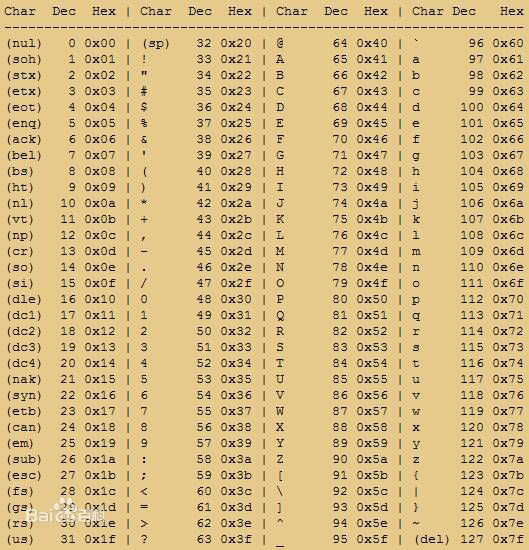 Char Dec Hex | Char Dec Hex | Char Dec Hex | Char Dec Hex
--------------------------------------------------------------
(nul) 0 0x00 | (sp) 32 0x20 | @ 64 0x40 | ` 96 0x60
(soh) 1 0x01 | ! 33 0x21 | A 65 0x41 | a 97 0x61
(stx) 2 0x02 | " 34 0x22 | B 66 0x42 | b 98 0x62
(etx) 3 0x03 | # 35 0x23 | C 67 0x43 | c 99 0x63
(eot) 4 0x04 | $ 36 0x24 | D 68 0x44 | d 100 0x64
(enq) 5 0x05 | % 37 0x25 | E 69 0x45 | e 101 0x65
(ack) 6 0x06 | & 38 0x26 | F 70 0x46 | f 102 0x66
(bel) 7 0x07 | ' 39 0x27 | G 71 0x47 | g 103 0x67
(bs) 8 0x08 | ( 40 0x28 | H 72 0x48 | h 104 0x68
(ht) 9 0x09 | ) 41 0x29 | I 73 0x49 | i 105 0x69
(nl) 10 0x0a | * 42 0x2a | J 74 0x4a | j 106 0x6a
(vt) 11 0x0b | + 43 0x2b | K 75 0x4b | k 107 0x6b
(np) 12 0x0c | , 44 0x2c | L 76 0x4c | l 108 0x6c
(cr) 13 0x0d | - 45 0x2d | M 77 0x4d | m 109 0x6d
(so) 14 0x0e | . 46 0x2e | N 78 0x4e | n 110 0x6e
(si) 15 0x0f | / 47 0x2f | O 79 0x4f | o 111 0x6f
(dle) 16 0x10 | 0 48 0x30 | P 80 0x50 | p 112 0x70
(dc1) 17 0x11 | 1 49 0x31 | Q 81 0x51 | q 113 0x71
(dc2) 18 0x12 | 2 50 0x32 | R 82 0x52 | r 114 0x72
(dc3) 19 0x13 | 3 51 0x33 | S 83 0x53 | s 115 0x73
(dc4) 20 0x14 | 4 52 0x34 | T 84 0x54 | t 116 0x74
(nak) 21 0x15 | 5 53 0x35 | U 85 0x55 | u 117 0x75
(syn) 22 0x16 | 6 54 0x36 | V 86 0x56 | v 118 0x76
(etb) 23 0x17 | 7 55 0x37 | W 87 0x57 | w 119 0x77
(can) 24 0x18 | 8 56 0x38 | X 88 0x58 | x 120 0x78
(em) 25 0x19 | 9 57 0x39 | Y 89 0x59 | y 121 0x79
(sub) 26 0x1a | : 58 0x3a | Z 90 0x5a | z 122 0x7a
(esc) 27 0x1b | ; 59 0x3b | [ 91 0x5b | { 123 0x7b
(fs) 28 0x1c | < 60 0x3c | \ 92 0x5c | | 124 0x7c
(gs) 29 0x1d | = 61 0x3d | ] 93 0x5d | } 125 0x7d
(rs) 30 0x1e | > 62 0x3e | ^ 94 0x5e | ~ 126 0x7e
(us) 31 0x1f | ? 63 0x3f | _ 95 0x5f | (del) 127 0x7f
Bai百科